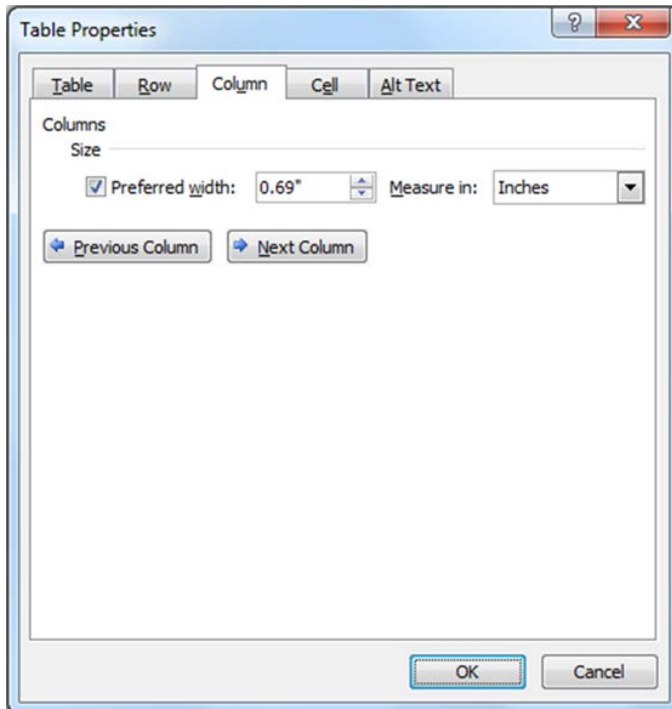 Table Properties
?
Table Row Column Cell Alt Text
Columns
Size
Preferred width: 0.69" Measure in: Inches
Previous Column Next Column
OK Cancel